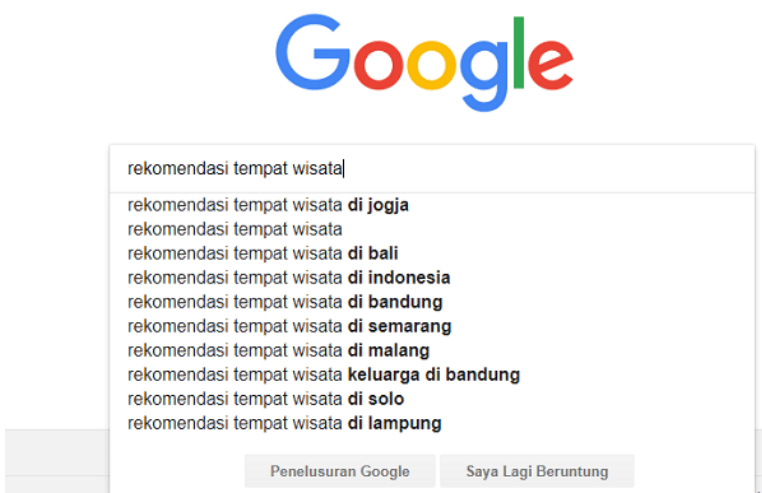 Google
rekomendasi tempat wisata
rekomendasi tempat wisata di jogja
rekomendasi tempat wisata
rekomendasi tempat wisata di bali
rekomendasi tempat wisata di indonesia
rekomendasi tempat wisata di bandung
rekomendasi tempat wisata di semarang
rekomendasi tempat wisata di malang
rekomendasi tempat wisata keluarga di bandung
rekomendasi tempat wisata di solo
rekomendasi tempat wisata di lampung
Penelusuran Google Saya Lagi Beruntung